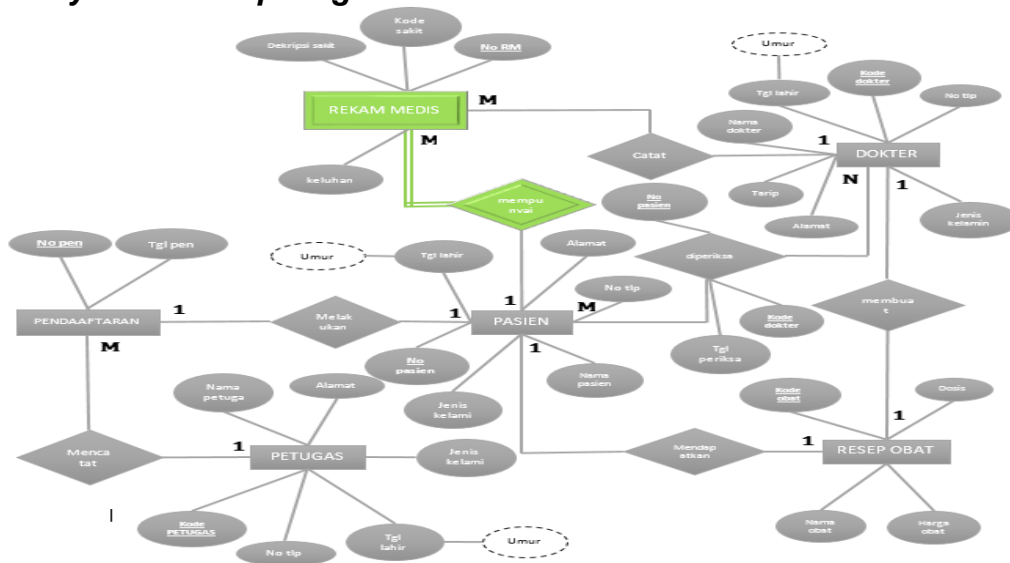 Kode
sakit
Dekripsi sakit
No RM
Umur
Kode
dokter
Tgl lahir
No tlp
REKAM MEDIS
M
M
Nama
dokter
1
Catat
DOKTER
N
1
keluhan
Tarip
No
pasien
mempu
nyai
Alamat
Jenis
kelamin
No pen
Tgl pen
Umur
Tgl lahir
Alamat
diperiksa
No tlp
membua
t
1
M
PENDAAFTARAN
1
Melak
ukan
1
PASIEN
Kode
dokter
M
1
No
pasien
Tgl
periksa
Nama
pasien
Nama
petuga
Alamat
Jenis
kelami
Kode
obat
Dosis
1
Menca
tat
1
PETUGAS
Jenis
kelami
Mendap
atkan
1
RESEP OBAT
Kode
PETUGAS
No tlp
Tgl
lahir
Umur
Nama
obat
Harga
obat